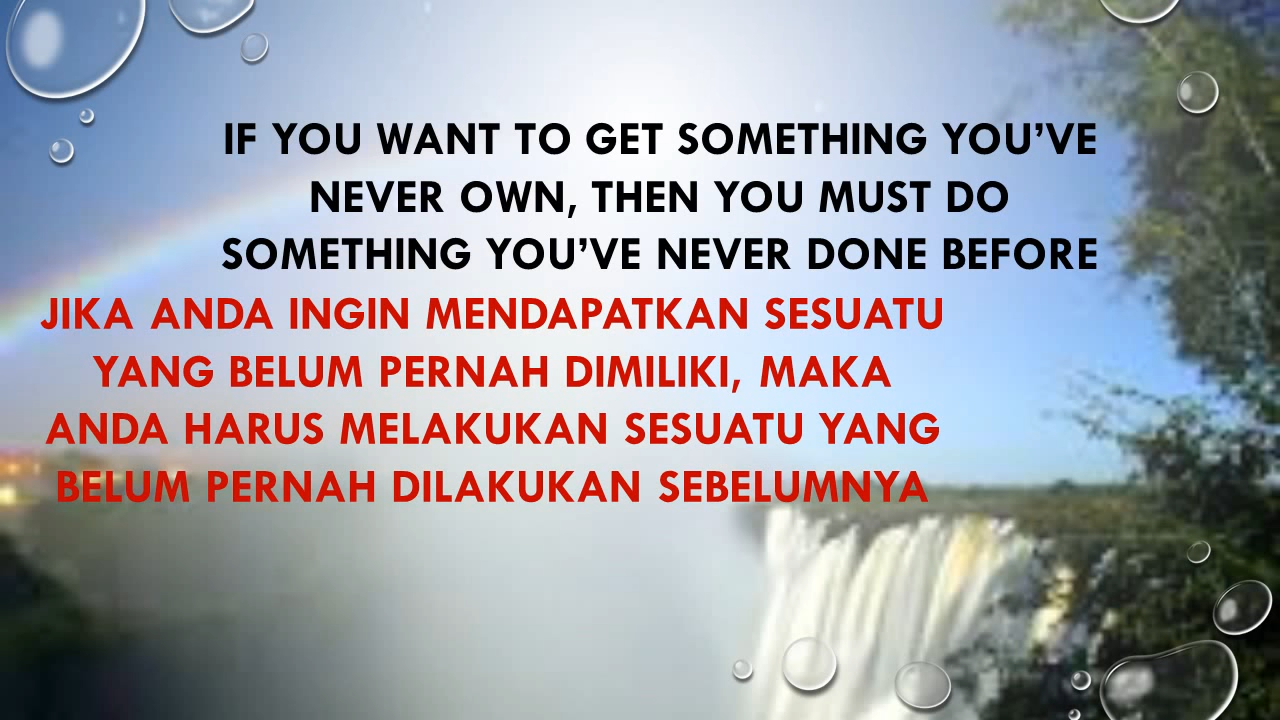 IF YOU WANT TO GET SOMETHING YOU’VE
NEVER OWN, THEN YOU MUST DO
SOMETHING YOU’VE NEVER DONE BEFORE
JIKA ANDA INGIN MENDAPATKAN SESUATU
YANG BELUM PERNAH DIMILIKI, MAKA
ANDA HARUS MELAKUKAN SESUATU YANG
BELUM PERNAH DILAKUKAN SEBELUMNYA